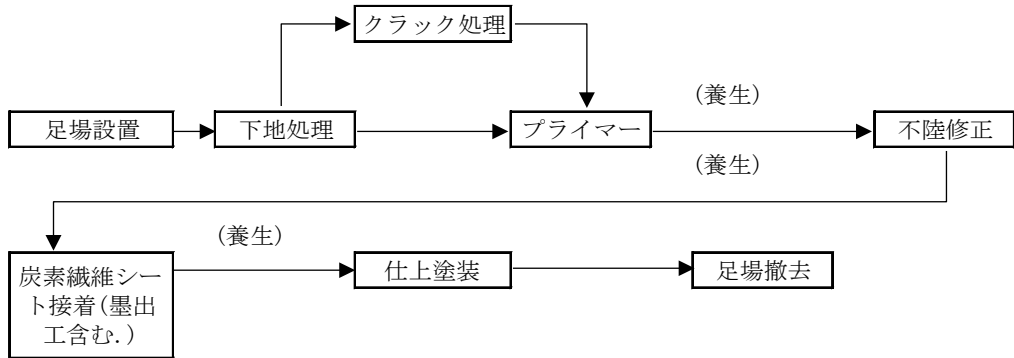 クラック処理
(養生)
足場設置
下地処理
プライマー
不陸修正
(養生)
(養生)
炭素繊維シー
ト接着(墨出
工含む.)
仕上塗装
足場撤去